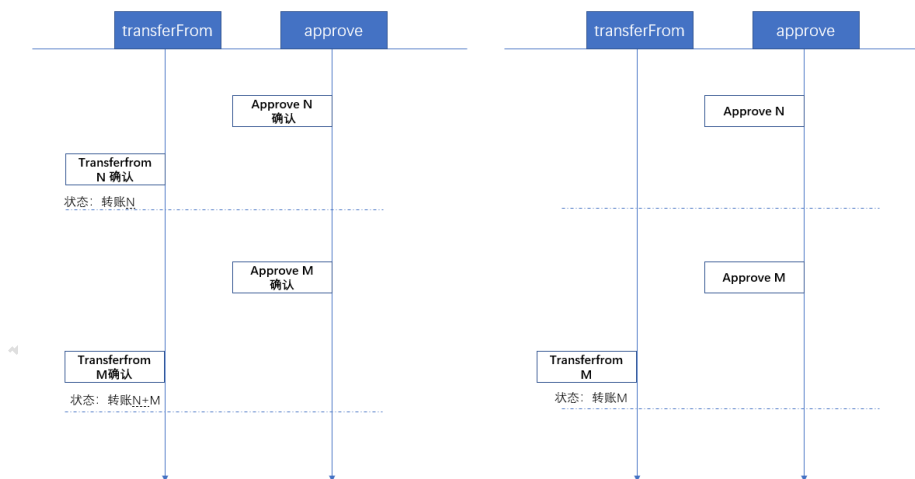 transferFrom
approve
Approve N
确认
Transferfrom
N 确认
状态：转账N
Approve M
确认
Transferfrom
M确认
状态：转账N+M
transferFrom
approve
Approve N
Approve M
Transferfrom
M
状态：转账M